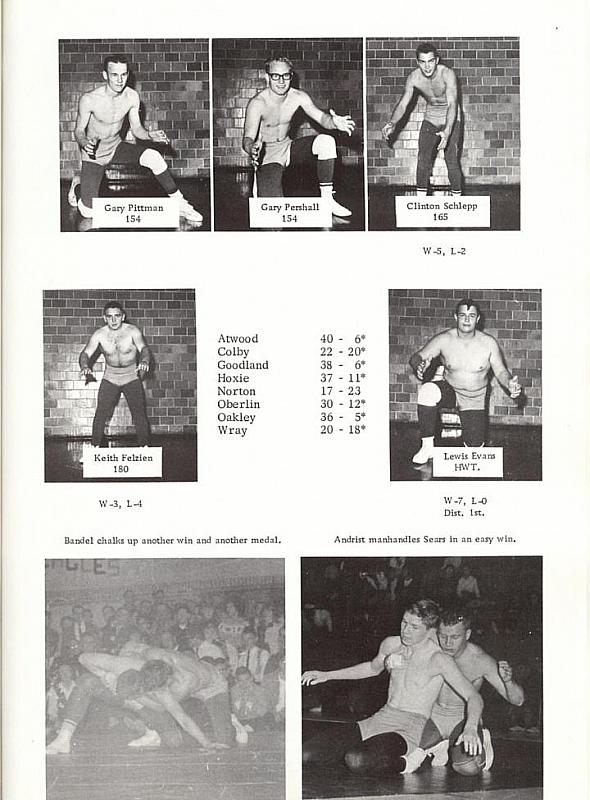 Gary Pittman
154
Gary Pershall
154
Clinton Schlepp
165
W-5, L-2
Keith Felzien
180
Atwood 40 - 6*
Colby 22 - 20*
Goodland 38 - 6*
Hoxie 37 - 11*
Norton 17 - 23
Oberlin 30 - 12*
Oakley 36 - 5*
Wray 20 - 18*
Lewis Evans
HWT.
W-3, L-4
W-7, L-0
Dist. 1st.
Bandel chalks up another win and another medal.
Andrist manhandles Sears in an easy win.
GLES